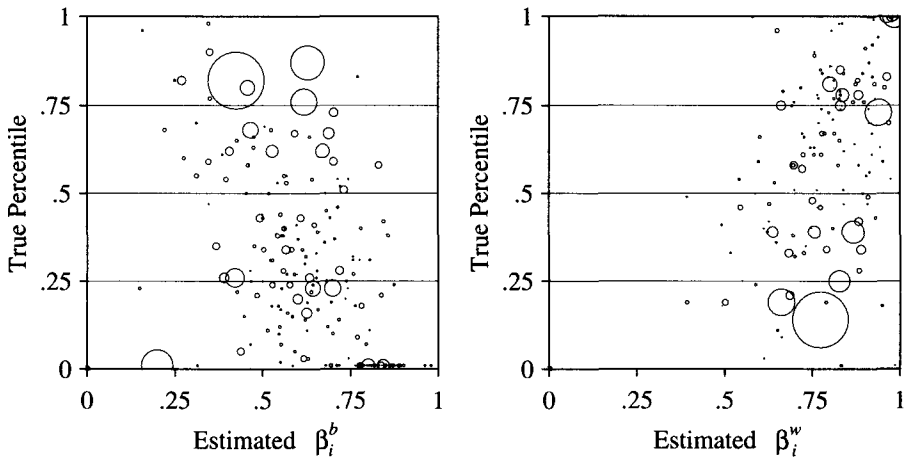 1
.75
.5
.25
0
True Percentile
0 .25 .5 .75 1
Estimated β_i^b
1
.75
.5
.25
0
True Percentile
0 .25 .5 .75 1
Estimated β_i^w